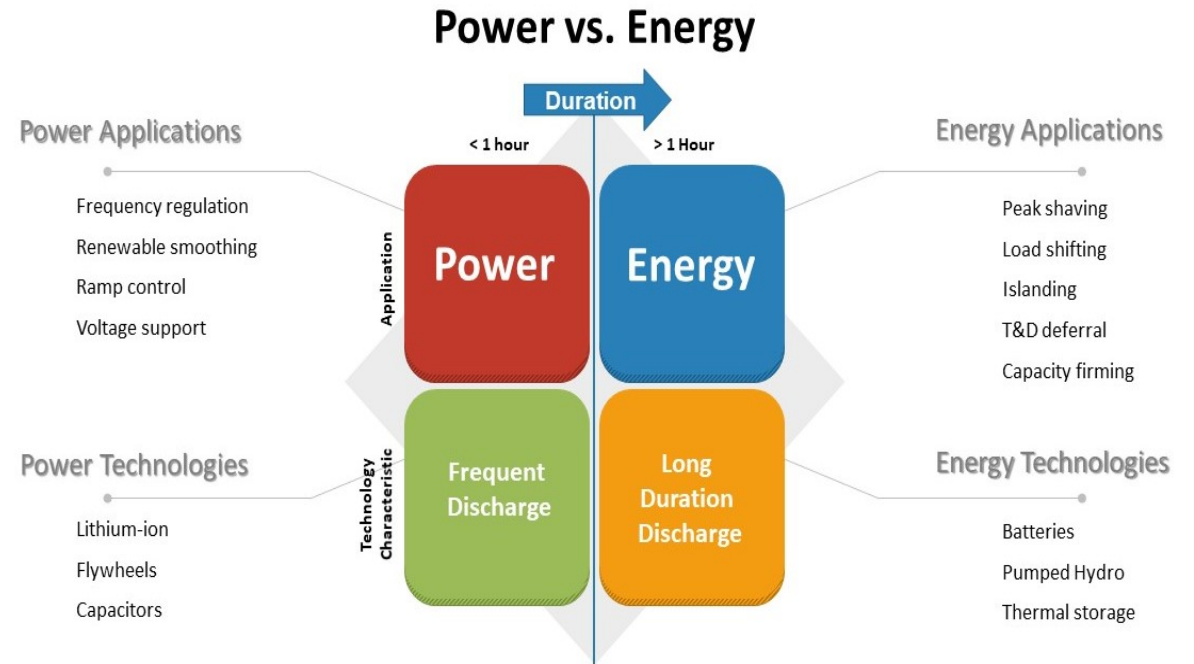 Power vs. Energy
Duration
< 1 hour
> 1 Hour
Power Applications
Frequency regulation
Renewable smoothing
Ramp control
Voltage support
Application
Power
Energy
Energy Applications
Peak shaving
Load shifting
Islanding
T&D deferral
Capacity firming
Power Technologies
Lithium-ion
Flywheels
Capacitors
Technology
Characteristic
Frequent
Discharge
Long
Duration
Discharge
Energy Technologies
Batteries
Pumped Hydro
Thermal storage